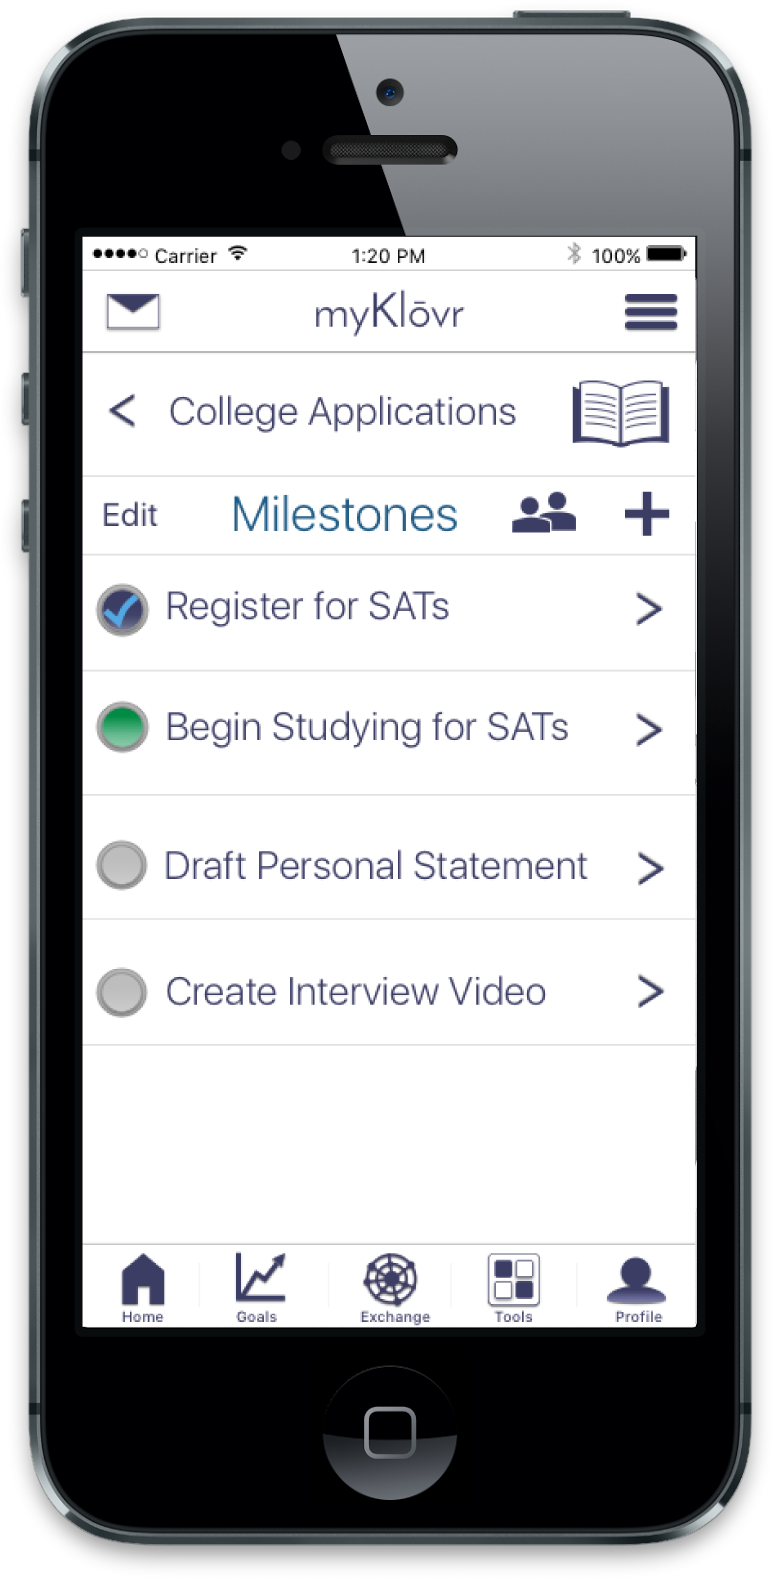 Carrier 1:20 PM 100%
myKlōvr
< College Applications
Edit Milestones +
Register for SATs >
Begin Studying for SATs >
Draft Personal Statement >
Create Interview Video >
Home Goals Exchange Tools Profile